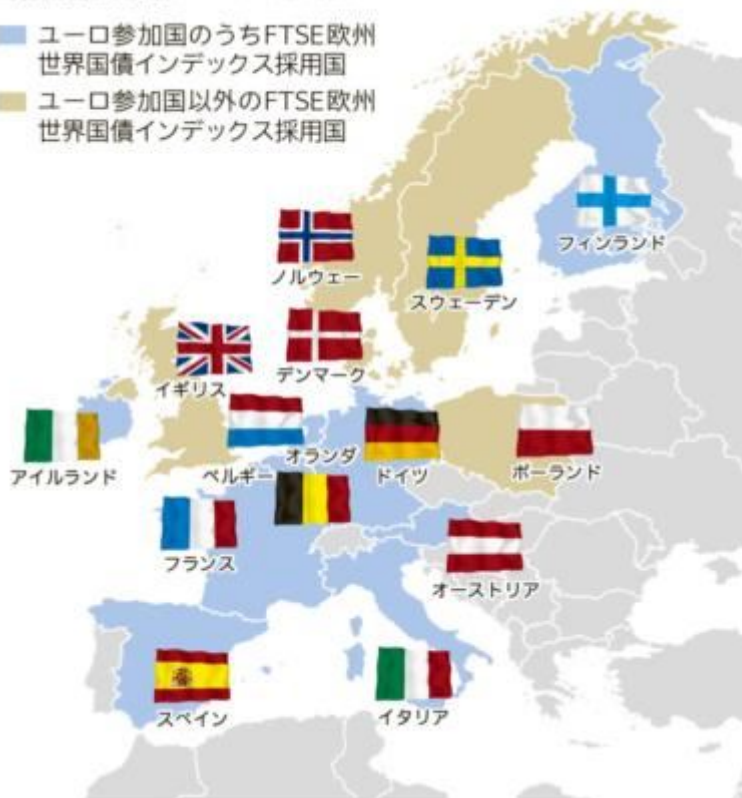 ユーロ参加国のうちFTSE欧州
世界国債インデックス採用国
ユーロ参加国以外のFTSE欧州
世界国債インデックス採用国
フィンランド
ノルウェー
スウェーデン
デンマーク
イギリス
オランダ
アイルランド
ベルギー
ドイツ
ポーランド
フランス
オーストリア
スペイン
イタリア